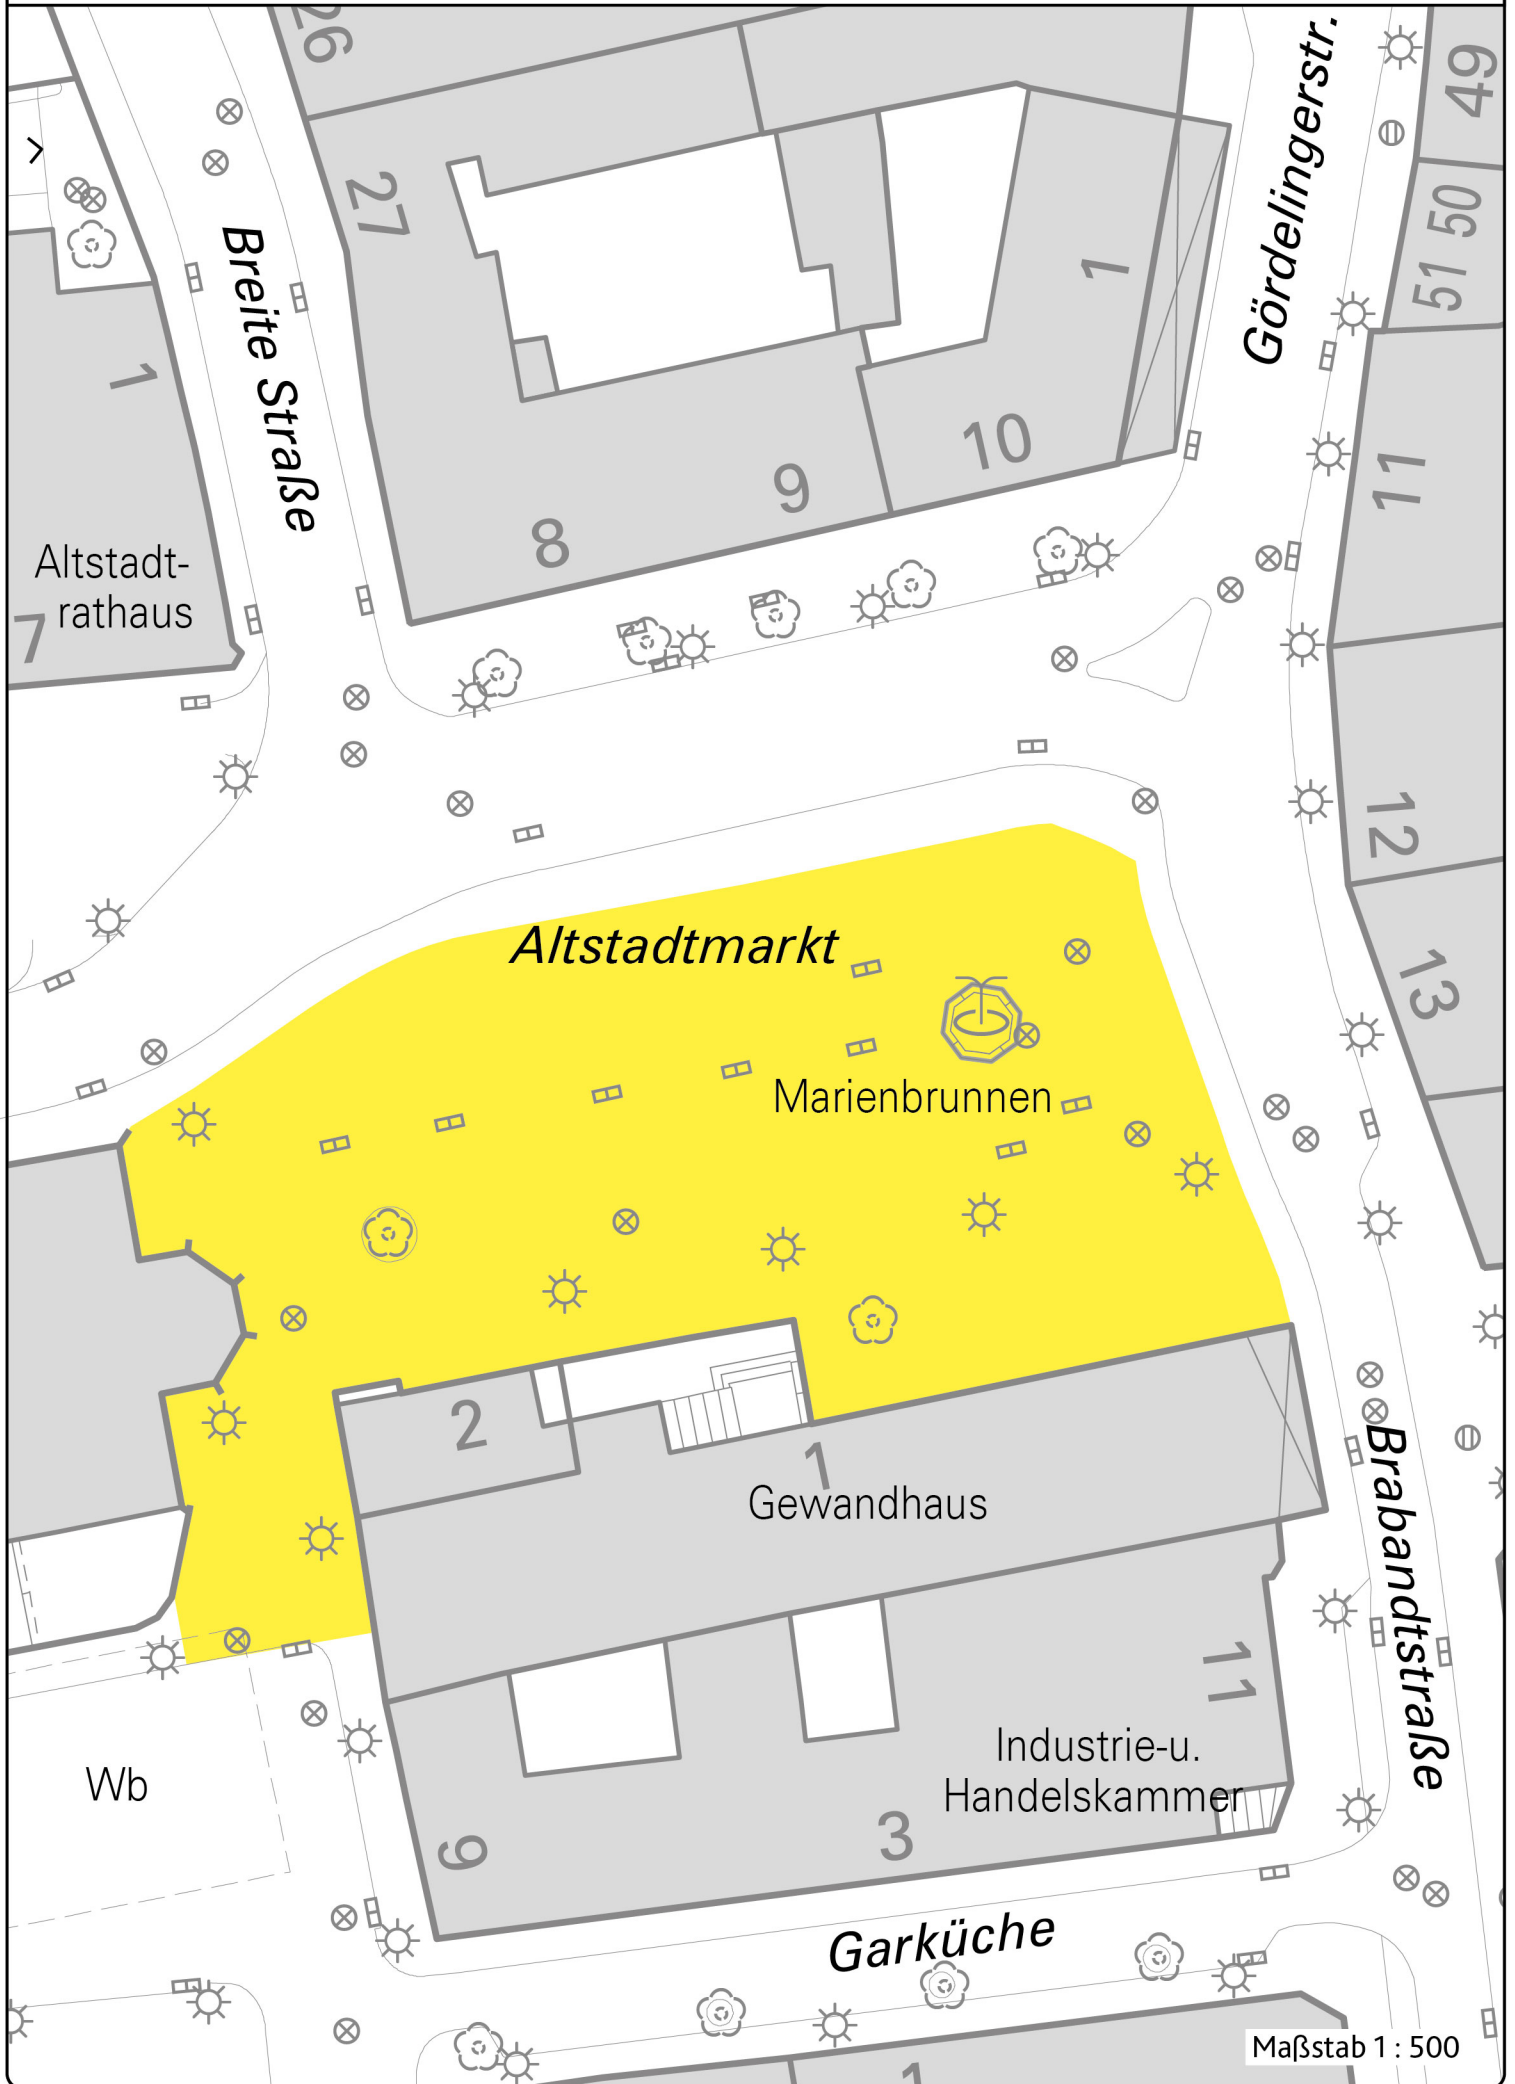 26
Gördelingerstr.
49
27
50
51
1
Breite Straße
1
10
11
9
8
Altstadt-
rathaus
7
12
Altstadtmarkt
13
Marienbrunnen
2
1
Gewandhaus
Brabandtstraße
11
Industrie-u.
Handelskammer
Wb
3
9
Garküche
Maßstab 1 : 500
1